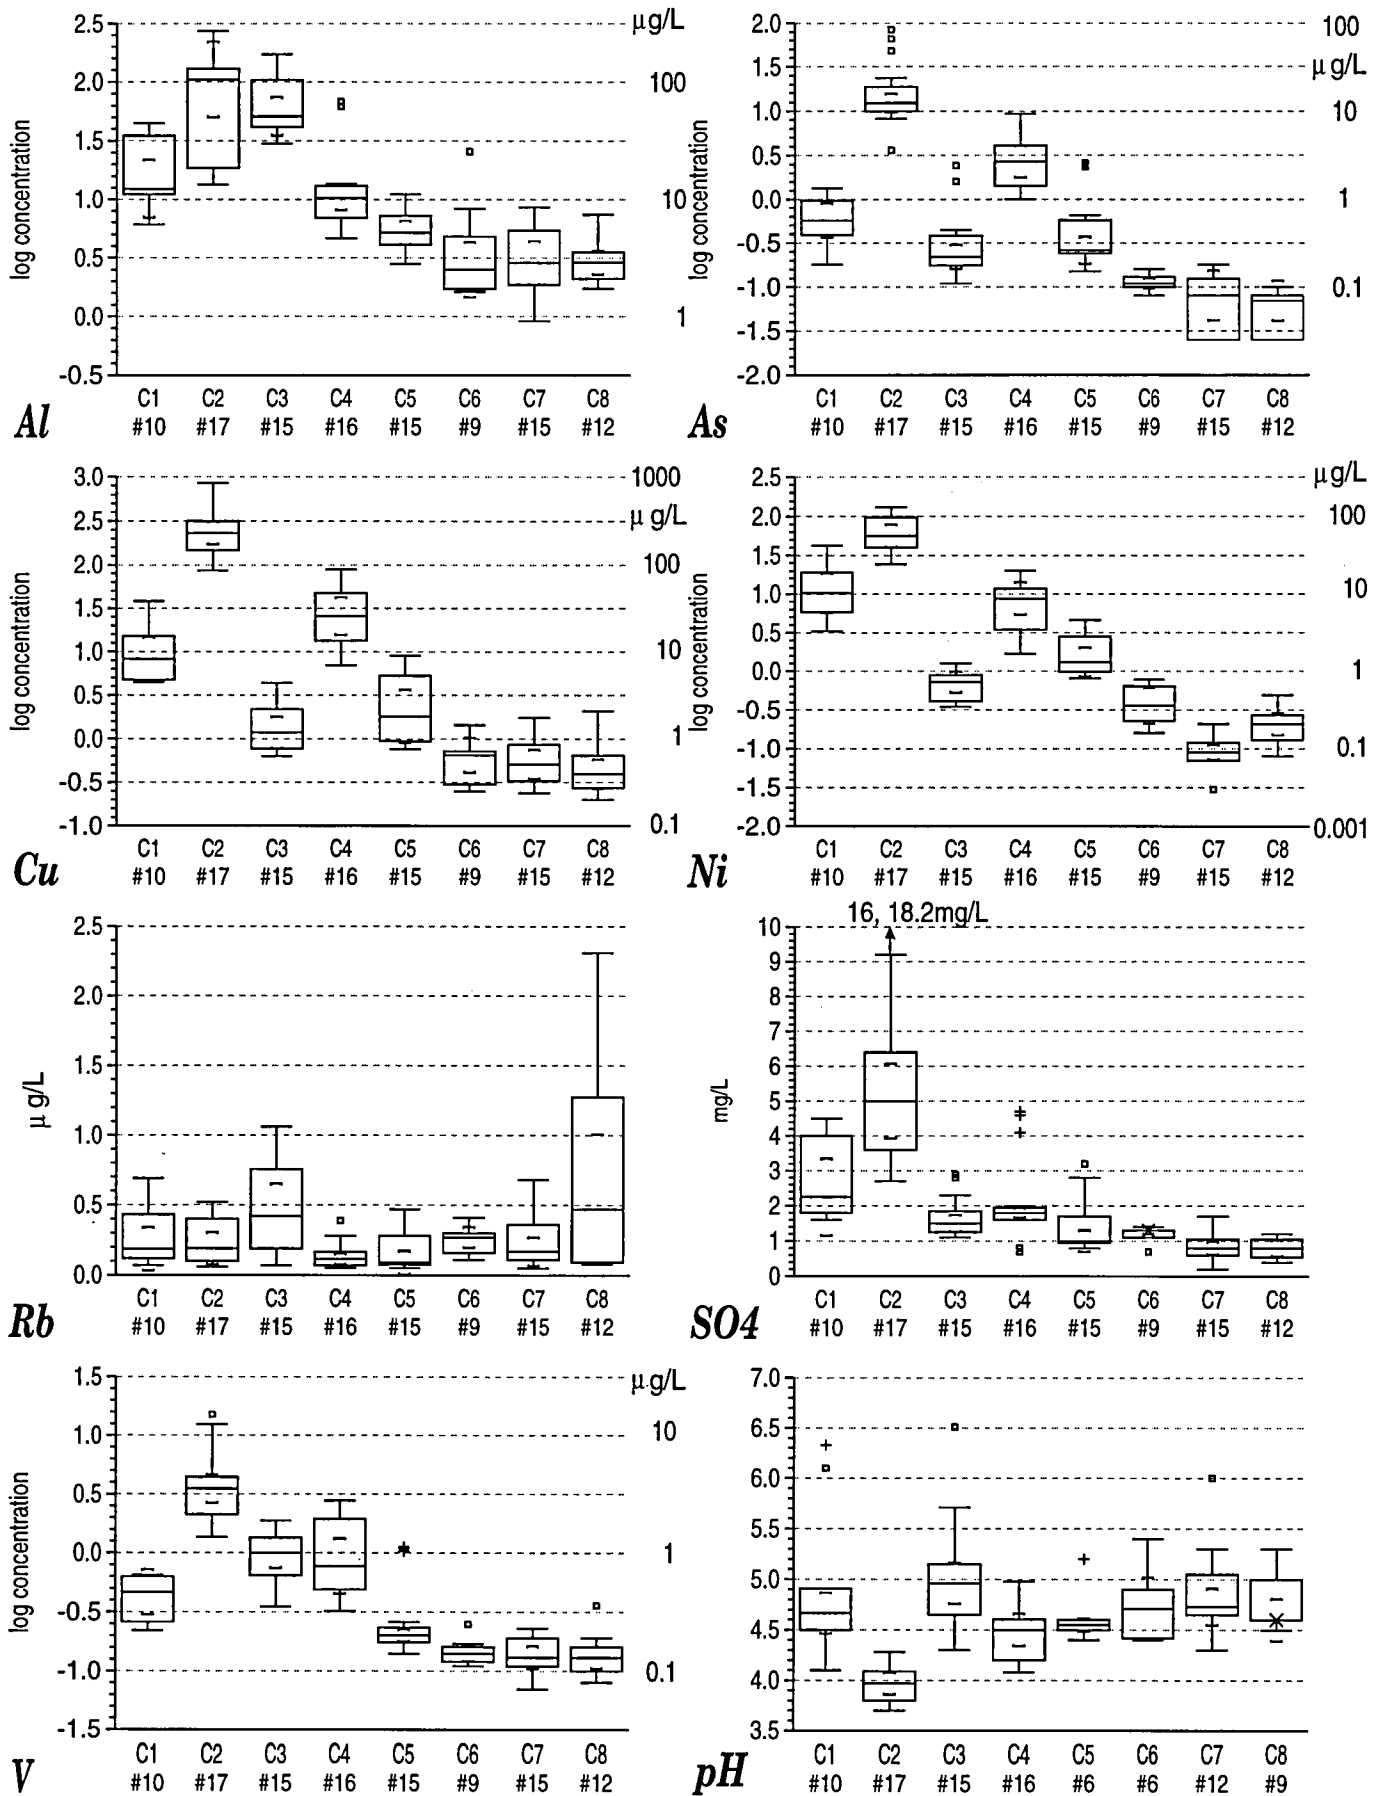 2.5
2.0
1.5
1.0
0.5
0.0
-0.5
log concentration
µg/L
100
10
1
C1 C2 C3 C4 C5 C6 C7 C8
#10 #17 #15 #16 #15 #9 #15 #12
Al
2.0
1.5
1.0
0.5
0.0
-0.5
-1.0
-1.5
-2.0
log concentration
100
µg/L
10
1
0.1
C1 C2 C3 C4 C5 C6 C7 C8
#10 #17 #15 #16 #15 #9 #15 #12
As
3.0
2.5
2.0
1.5
1.0
0.5
0.0
-0.5
-1.0
log concentration
1000
µ g/L
100
10
1
0.1
C1 C2 C3 C4 C5 C6 C7 C8
#10 #17 #15 #16 #15 #9 #15 #12
Cu
2.5
2.0
1.5
1.0
0.5
0.0
-0.5
-1.0
-1.5
-2.0
log concentration
µg/L
100
10
1
0.1
0.001
C1 C2 C3 C4 C5 C6 C7 C8
#10 #17 #15 #16 #15 #9 #15 #12
Ni
2.5
2.0
1.5
1.0
0.5
0.0
µ g/L
C1 C2 C3 C4 C5 C6 C7 C8
#10 #17 #15 #16 #15 #9 #15 #12
Rb
16, 18.2mg/L
10
9
8
7
6
5
4
3
2
1
0
mg/L
C1 C2 C3 C4 C5 C6 C7 C8
#10 #17 #15 #16 #15 #9 #15 #12
SO4
1.5
1.0
0.5
0.0
-0.5
-1.0
-1.5
log concentration
µ g/L
10
1
0.1
C1 C2 C3 C4 C5 C6 C7 C8
#10 #17 #15 #16 #15 #9 #15 #12
V
7.0
6.5
6.0
5.5
5.0
4.5
4.0
3.5
C1 C2 C3 C4 C5 C6 C7 C8
#10 #17 #15 #16 #6 #6 #12 #9
pH